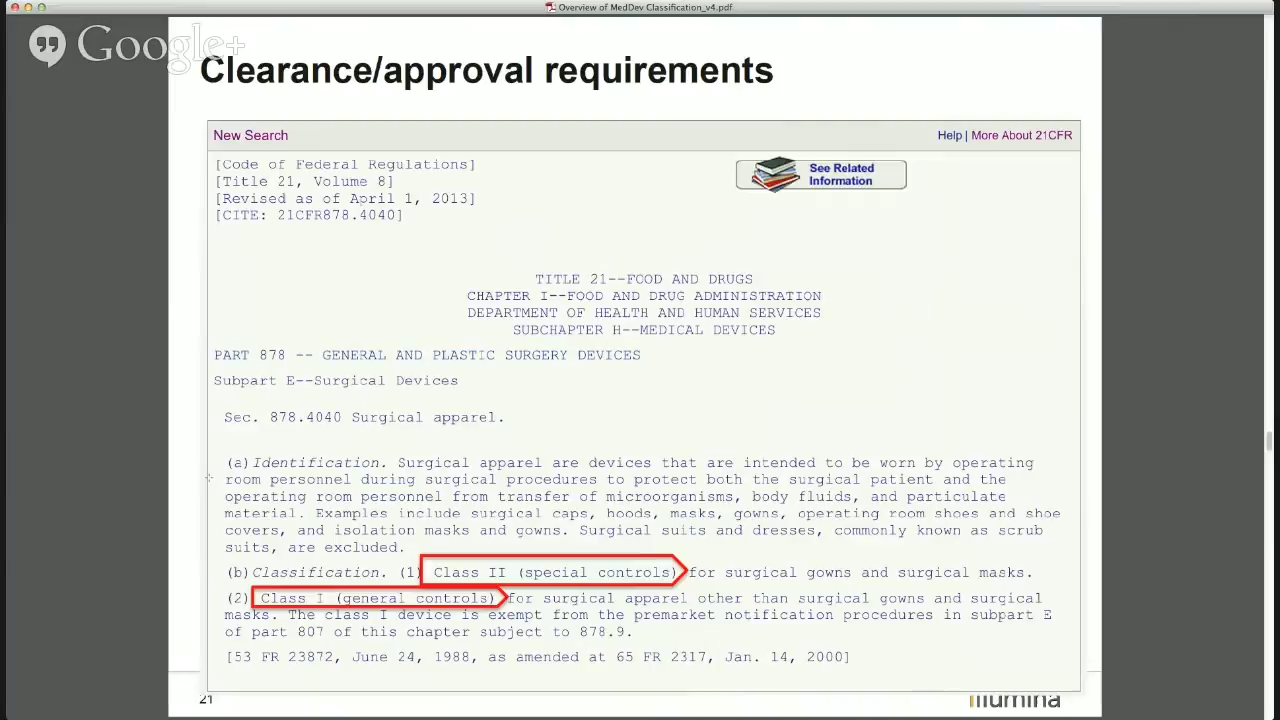 Overview of MedDev Classification_v4.pdf
Google+
Clearance/approval requirements
New Search
Help | More About 21CFR
[Code of Federal Regulations]
[Title 21, Volume 8]
[Revised as of April 1, 2013]
[CITE: 21CFR878.4040]
See Related
Information
TITLE 21--FOOD AND DRUGS
CHAPTER I--FOOD AND DRUG ADMINISTRATION
DEPARTMENT OF HEALTH AND HUMAN SERVICES
SUBCHAPTER H--MEDICAL DEVICES
PART 878 -- GENERAL AND PLASTIC SURGERY DEVICES
Subpart E--Surgical Devices
Sec. 878.4040 Surgical apparel.
(a)Identification. Surgical apparel are devices that are intended to be worn by operating
room personnel during surgical procedures to protect both the surgical patient and the
operating room personnel from transfer of microorganisms, body fluids, and particulate
material. Examples include surgical caps, hoods, masks, gowns, operating room shoes and shoe
covers, and isolation masks and gowns. Surgical suits and dresses, commonly known as scrub
suits, are excluded.
(b)Classification. (1) Class II (special controls) for surgical gowns and surgical masks.
(2) Class I (general controls) for surgical apparel other than surgical gowns and surgical
masks. The class I device is exempt from the premarket notification procedures in subpart E
of part 807 of this chapter subject to 878.9.
[53 FR 23872, June 24, 1988, as amended at 65 FR 2317, Jan. 14, 2000]
21
illumina